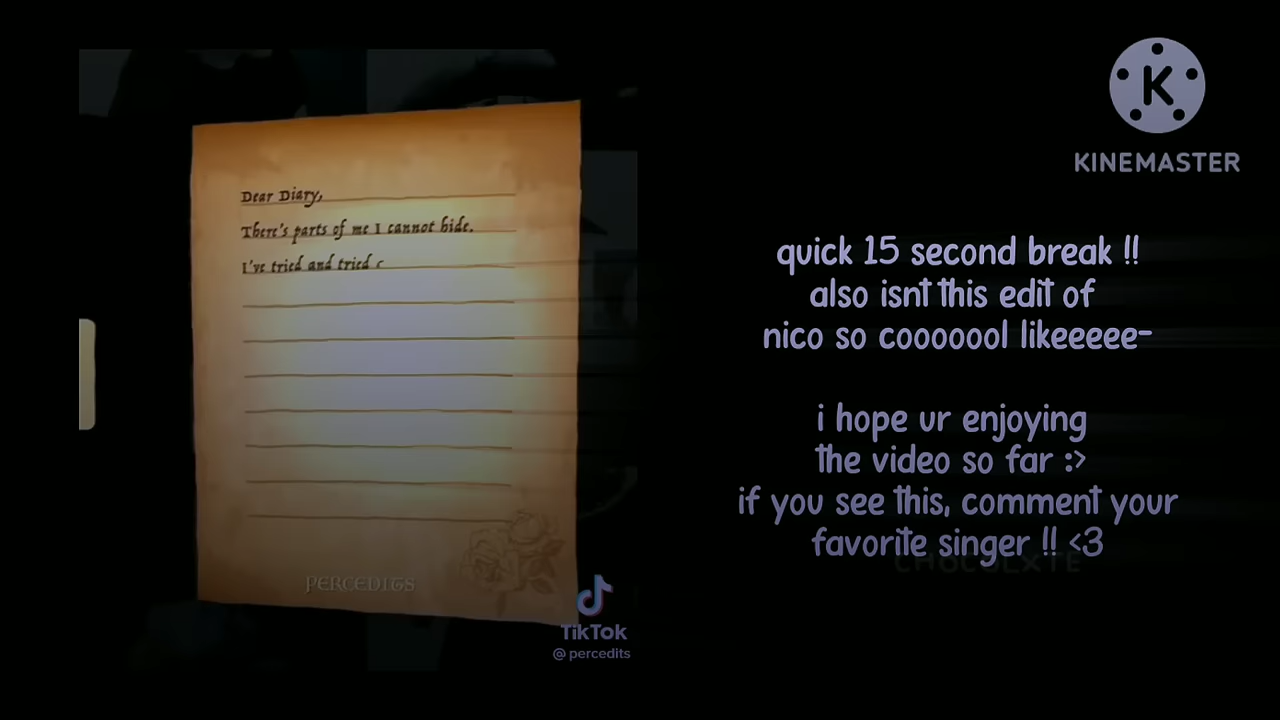 Dear Diary,
There's parts of me I cannot hide.
I've tried and tried
PERCEDITS
TikTok
@percedits
KINEMASTER
quick 15 second break !!
also isnt this edit of
nico so cooooool likeeeee-
i hope ur enjoying
the video so far :>
if you see this, comment your
favorite singer !! <3
CHOCOLXTE